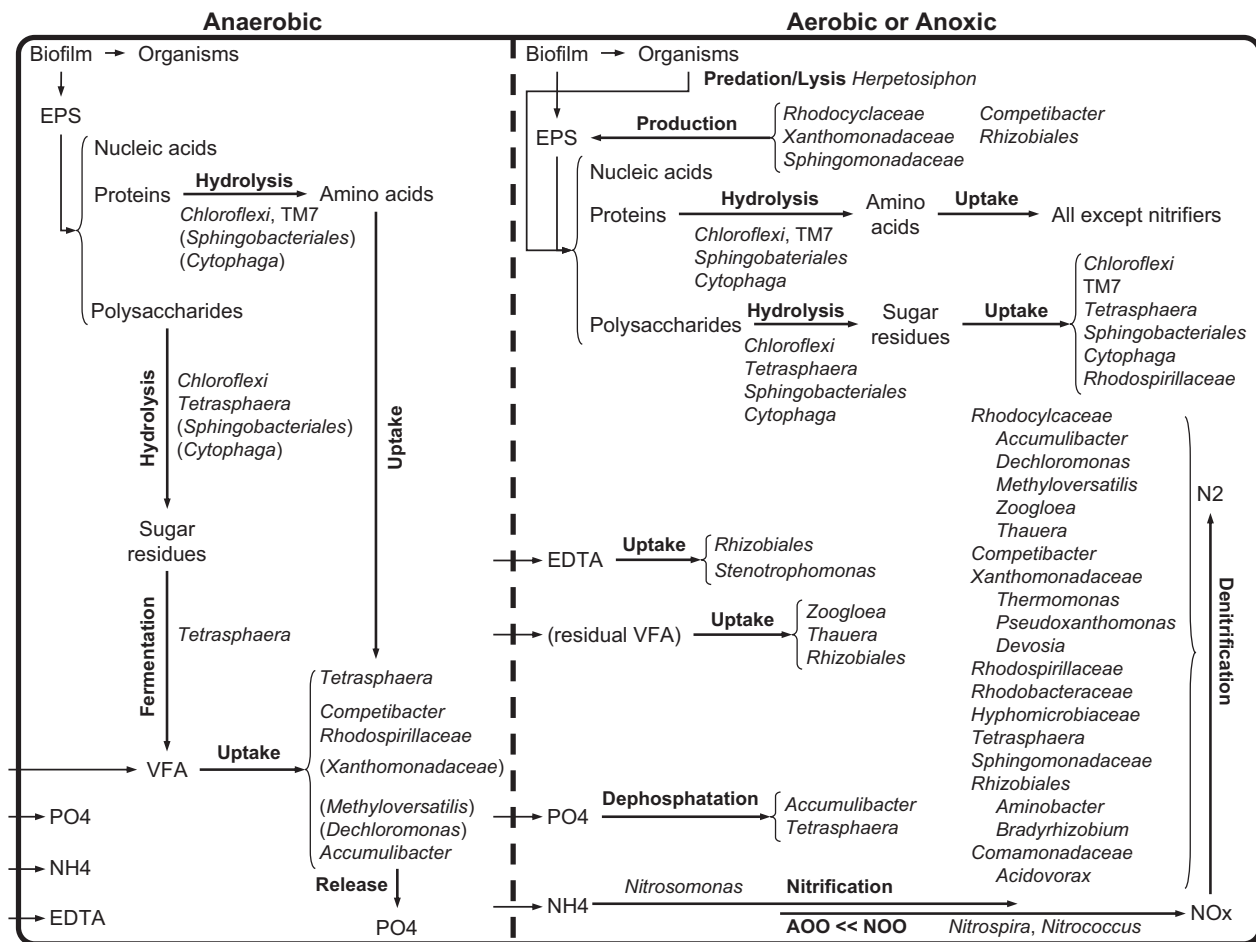 Anaerobic
Biofilm
Organisms
EPS
Nucleic acids
Proteins
Hydrolysis
Amino acids
Chloroflexi, TM7
(Sphingobacteriales)
(Cytophaga)
Polysaccharides
Hydrolysis
Chloroflexi
Tetrasphaera
(Sphingobacteriales)
(Cytophaga)
Uptake
Sugar
residues
Fermentation
Tetrasphaera
VFA
Uptake
Tetrasphaera
Competibacter
Rhodospirillaceae
(Xanthomonadaceae)
(Methyloversatilis)
(Dechloromonas)
Accumulibacter
Release
PO4
PO4
NH4
EDTA
Aerobic or Anoxic
Biofilm
Organisms
Predation/Lysis Herpetosiphon
EPS
Production
Rhodocyclaceae
Xanthomonadaceae
Sphingomonadaceae
Competibacter
Rhizobiales
Nucleic acids
Proteins
Hydrolysis
Chloroflexi, TM7
Sphingobateriales
Cytophaga
Amino
acids
Uptake
All except nitrifiers
Polysaccharides
Hydrolysis
Chloroflexi
Tetrasphaera
Sphingobacteriales
Cytophaga
Sugar
residues
Uptake
Chloroflexi
TM7
Tetrasphaera
Sphingobacteriales
Cytophaga
Rhodospirillaceae
EDTA
Uptake
Rhizobiales
Stenotrophomonas
(residual VFA)
Uptake
Zoogloea
Thauera
Rhizobiales
PO4
Dephosphatation
Accumulibacter
Tetrasphaera
Rhodocylcaceae
Accumulibacter
Dechloromonas
Methyloversatilis
Zoogloea
Thauera
Competibacter
Xanthomonadaceae
Thermomonas
Pseudoxanthomonas
Devosia
Rhodospirillaceae
Rhodobacteraceae
Hyphomicrobiaceae
Tetrasphaera
Sphingomonadaceae
Rhizobiales
Aminobacter
Bradyrhizobium
Comamonadaceae
Acidovorax
N2
Denitrification
NH4
Nitrosomonas
Nitrification
AOO << NOO
Nitrospira, Nitrococcus
NOx